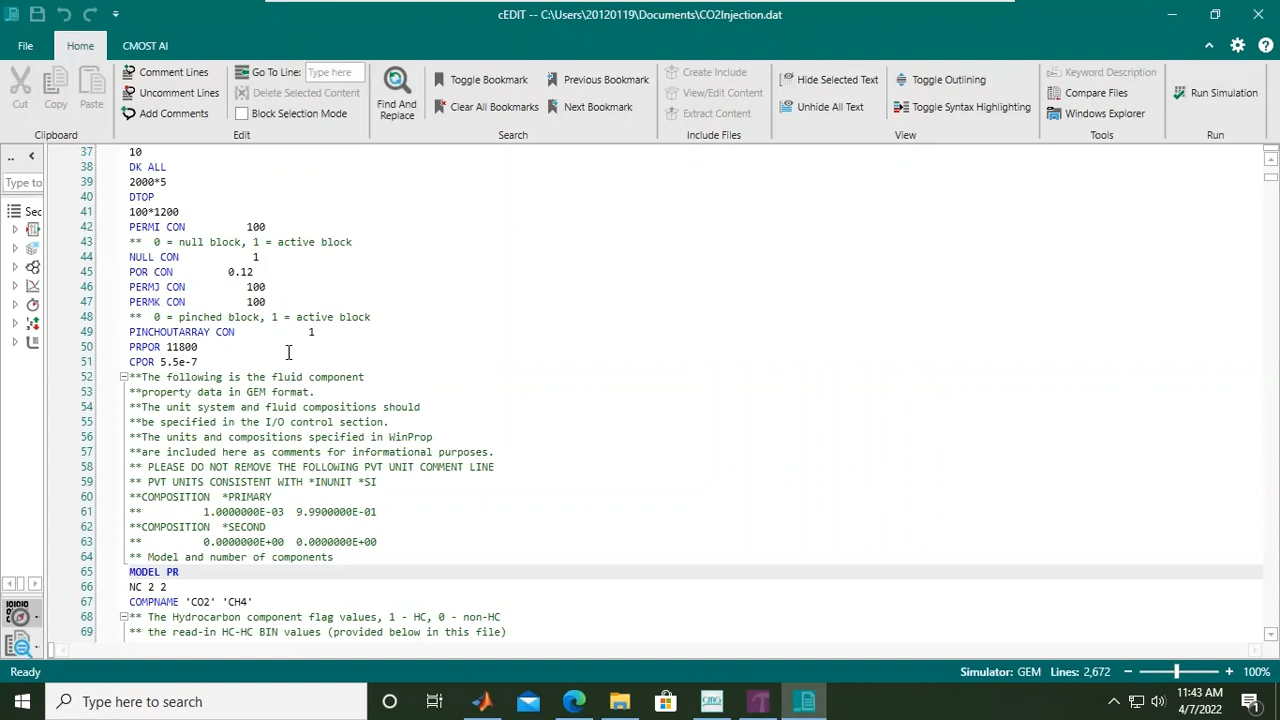 cEDIT -- C:\Users\20120119\Documents\CO2Injection.dat
File Home CMOST AI
Cut Copy Paste
Clipboard
Comment Lines
Uncomment Lines
Add Comments
Go To Line: Type here
Delete Selected Content
Block Selection Mode
Edit
Find And Replace
Toggle Bookmark
Clear All Bookmarks
Previous Bookmark
Next Bookmark
Search
Create Include
View/Edit Content
Extract Content
Include Files
Hide Selected Text
Unhide All Text
Toggle Outlining
Toggle Syntax Highlighting
View
Keyword Description
Compare Files
Windows Explorer
Tools
Run Simulation
Run
..
Type to
Sec
37 10
38 DK ALL
39 2000*5
40 DTOP
41 100*1200
42 PERMI CON 100
43 ** 0 = null block, 1 = active block
44 NULL CON 1
45 POR CON 0.12
46 PERMJ CON 100
47 PERMK CON 100
48 ** 0 = pinched block, 1 = active block
49 PINCHOUTARRAY CON 1
50 PRPOR 11800
51 CPOR 5.5e-7
52 **The following is the fluid component
53 **property data in GEM format.
54 **The unit system and fluid compositions should
55 **be specified in the I/O control section.
56 **The units and compositions specified in WinProp
57 **are included here as comments for informational purposes.
58 ** PLEASE DO NOT REMOVE THE FOLLOWING PVT UNIT COMMENT LINE
59 ** PVT UNITS CONSISTENT WITH *INUNIT *SI
60 **COMPOSITION *PRIMARY
61 ** 1.0000000E-03 9.9900000E-01
62 **COMPOSITION *SECOND
63 ** 0.0000000E+00 0.0000000E+00
64 ** Model and number of components
65 MODEL PR
66 NC 2 2
67 COMPNAME 'CO2' 'CH4'
68 ** The Hydrocarbon component flag values, 1 - HC, 0 - non-HC
69 ** the read-in HC-HC BIN values (provided below in this file)
Ready Simulator: GEM Lines: 2,672 100%
Type here to search
11:43 AM
4/7/2022